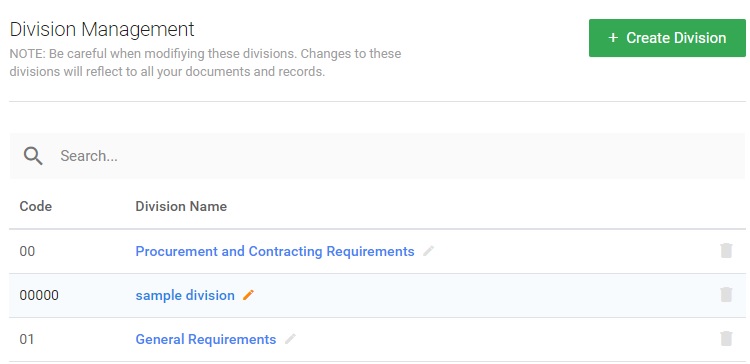 Division Management
+ Create Division
NOTE: Be careful when modifiying these divisions. Changes to these
divisions will reflect to all your documents and records.
Search...
Code Division Name
00 Procurement and Contracting Requirements
00000 sample division
01 General Requirements